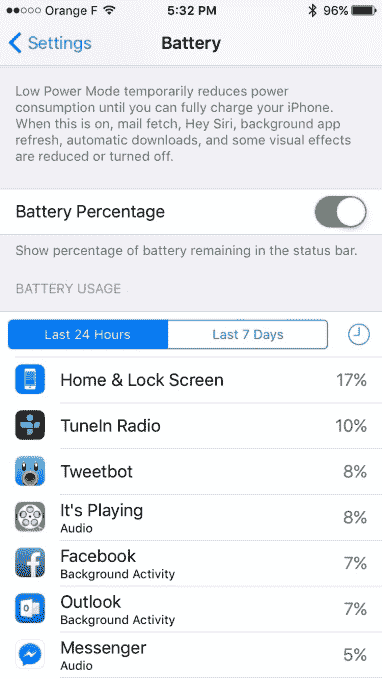 Orange F 5:32 PM 96%
Settings Battery
Low Power Mode temporarily reduces power
consumption until you can fully charge your iPhone.
When this is on, mail fetch, Hey Siri, background app
refresh, automatic downloads, and some visual effects
are reduced or turned off.
Battery Percentage
Show percentage of battery remaining in the status bar.
BATTERY USAGE
Last 24 Hours Last 7 Days
Home & Lock Screen 17%
TuneIn Radio 10%
Tweetbot 8%
It's Playing 8%
Audio
Facebook 7%
Background Activity
Outlook 7%
Background Activity
Messenger 5%
Audio